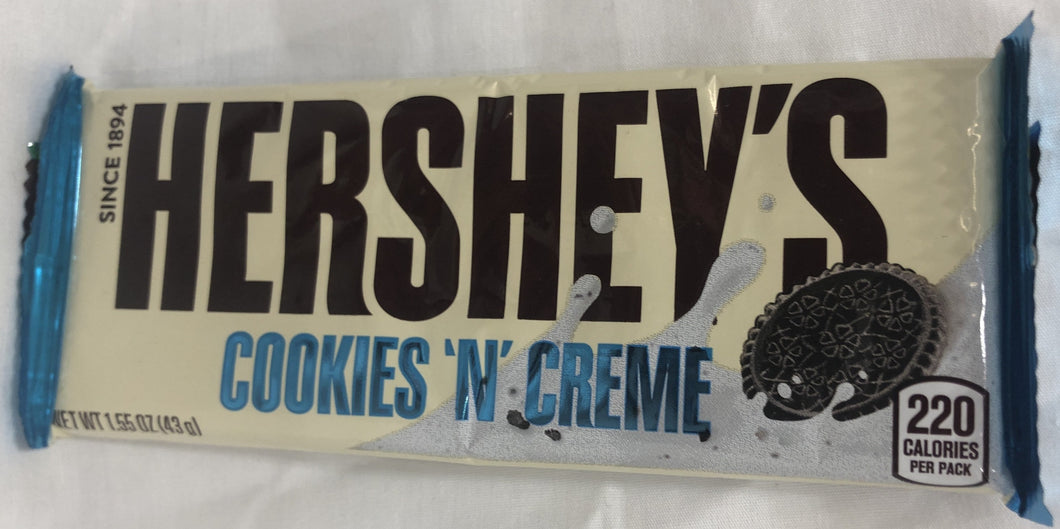 SINCE 1894
HERSHEY'S
COOKIES 'N' CREME
NET WT 1.55 OZ (43 g)
220
CALORIES
PER PACK